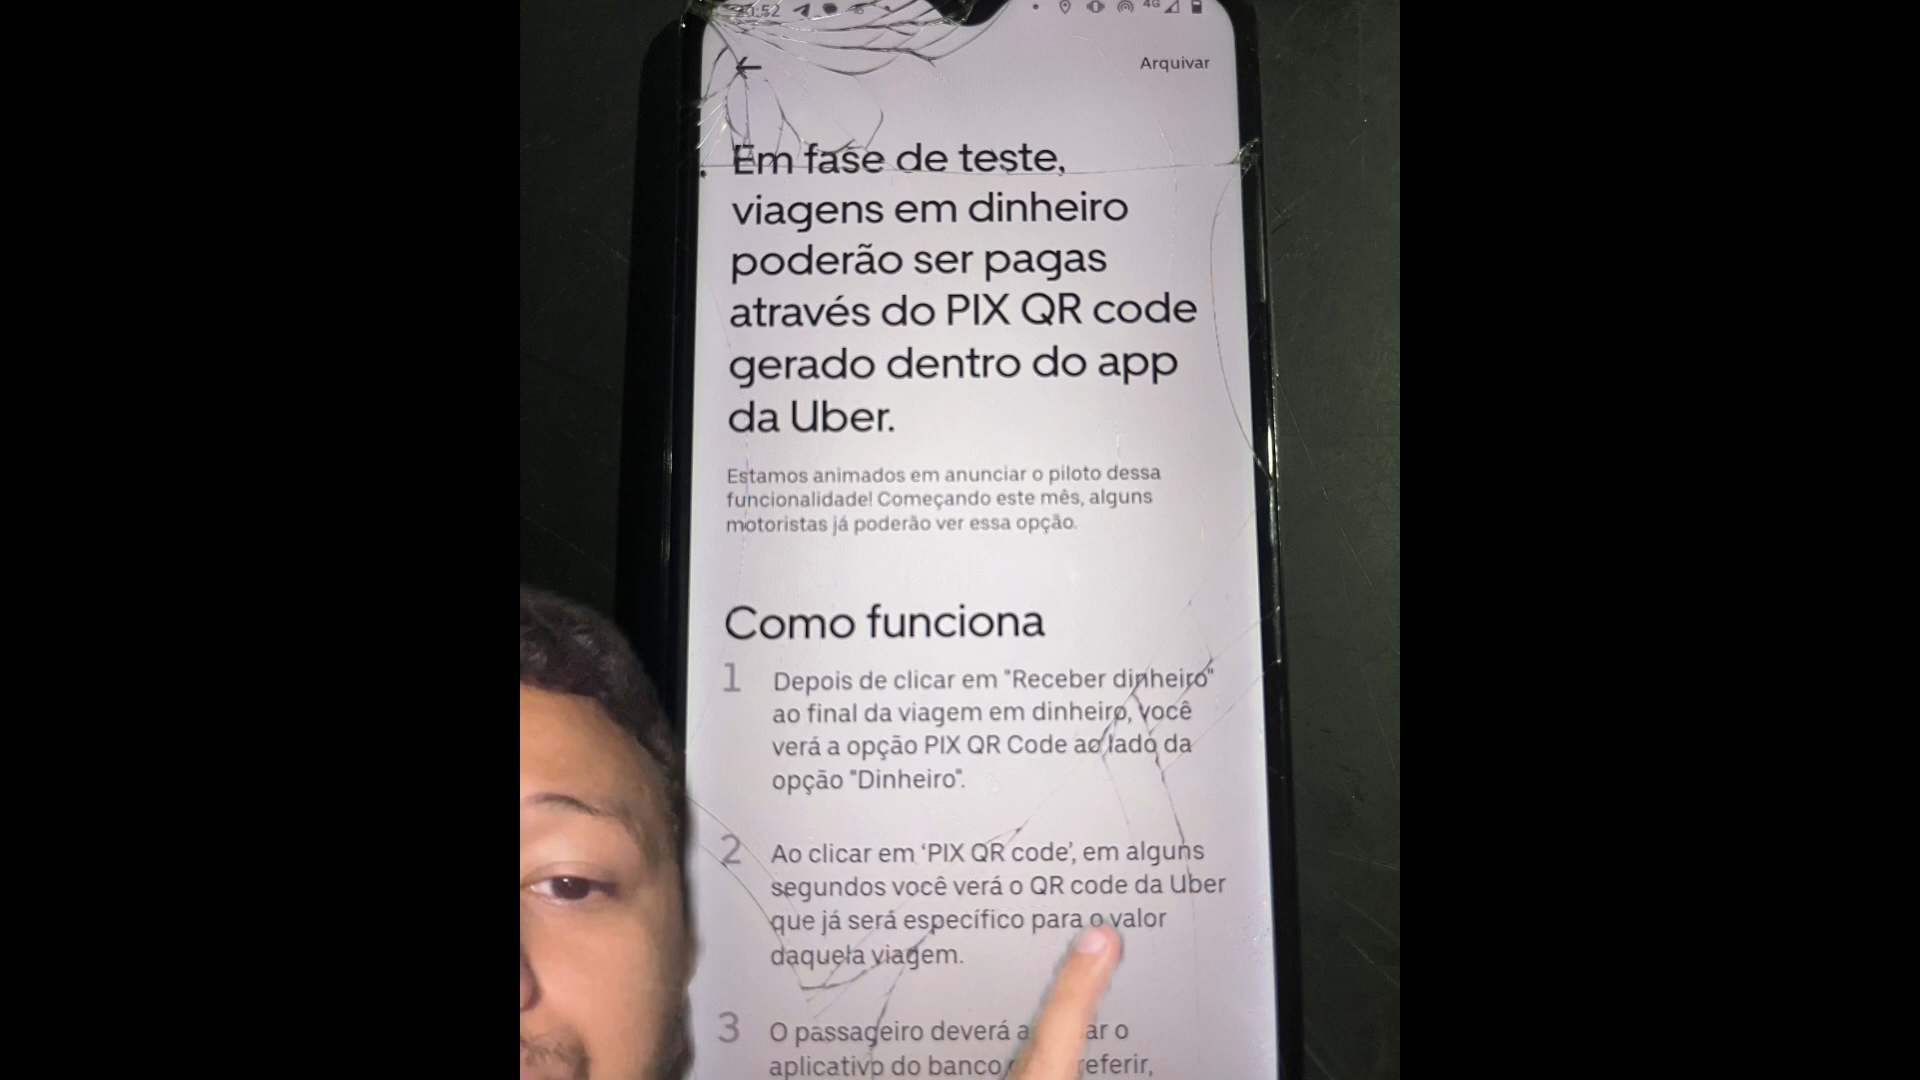 :52
4G
Arquivar
Em fase de teste,
viagens em dinheiro
poderão ser pagas
através do PIX QR code
gerado dentro do app
da Uber.
Estamos animados em anunciar o piloto dessa
funcionalidade! Começando este mês, alguns
motoristas já poderão ver essa opção.
Como funciona
1 Depois de clicar em "Receber dinheiro"
ao final da viagem em dinheiro, você
verá a opção PIX QR Code ao lado da
opção "Dinheiro".
2 Ao clicar em ‘PIX QR code’, em alguns
segundos você verá o QR code da Uber
que já será específico para o valor
daquela viagem.
3 O passageiro deverá o
aplicativo do banco